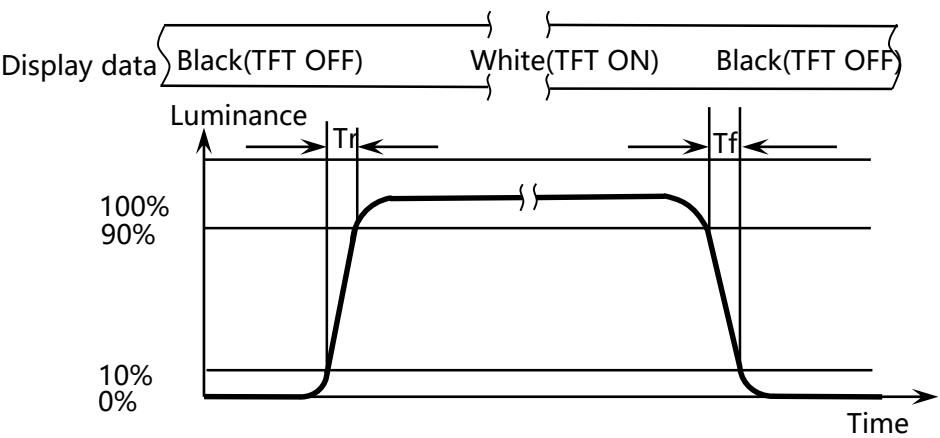 Display data
Black(TFT OFF)
White(TFT ON)
Black(TFT OFF)
Luminance
Tr
Tf
100%
90%
10%
0%
Time